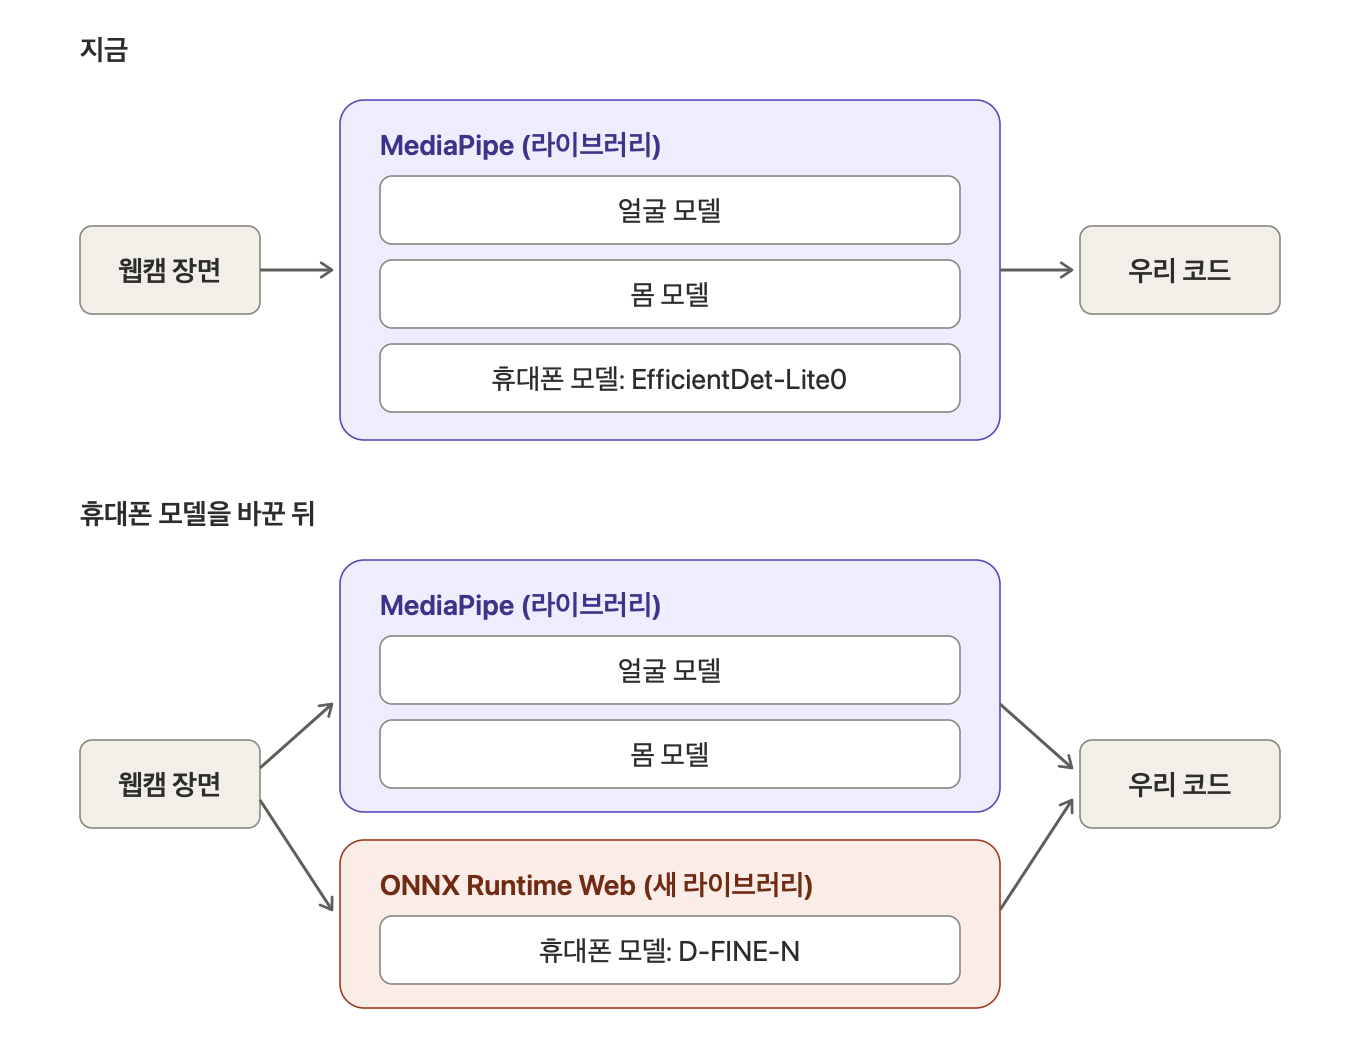 지금
MediaPipe (라이브러리)
얼굴 모델
웹캠 장면
몸 모델
우리 코드
휴대폰 모델: EfficientDet-Lite0
휴대폰 모델을 바꾼 뒤
MediaPipe (라이브러리)
얼굴 모델
몸 모델
웹캠 장면
우리 코드
ONNX Runtime Web (새 라이브러리)
휴대폰 모델: D-FINE-N